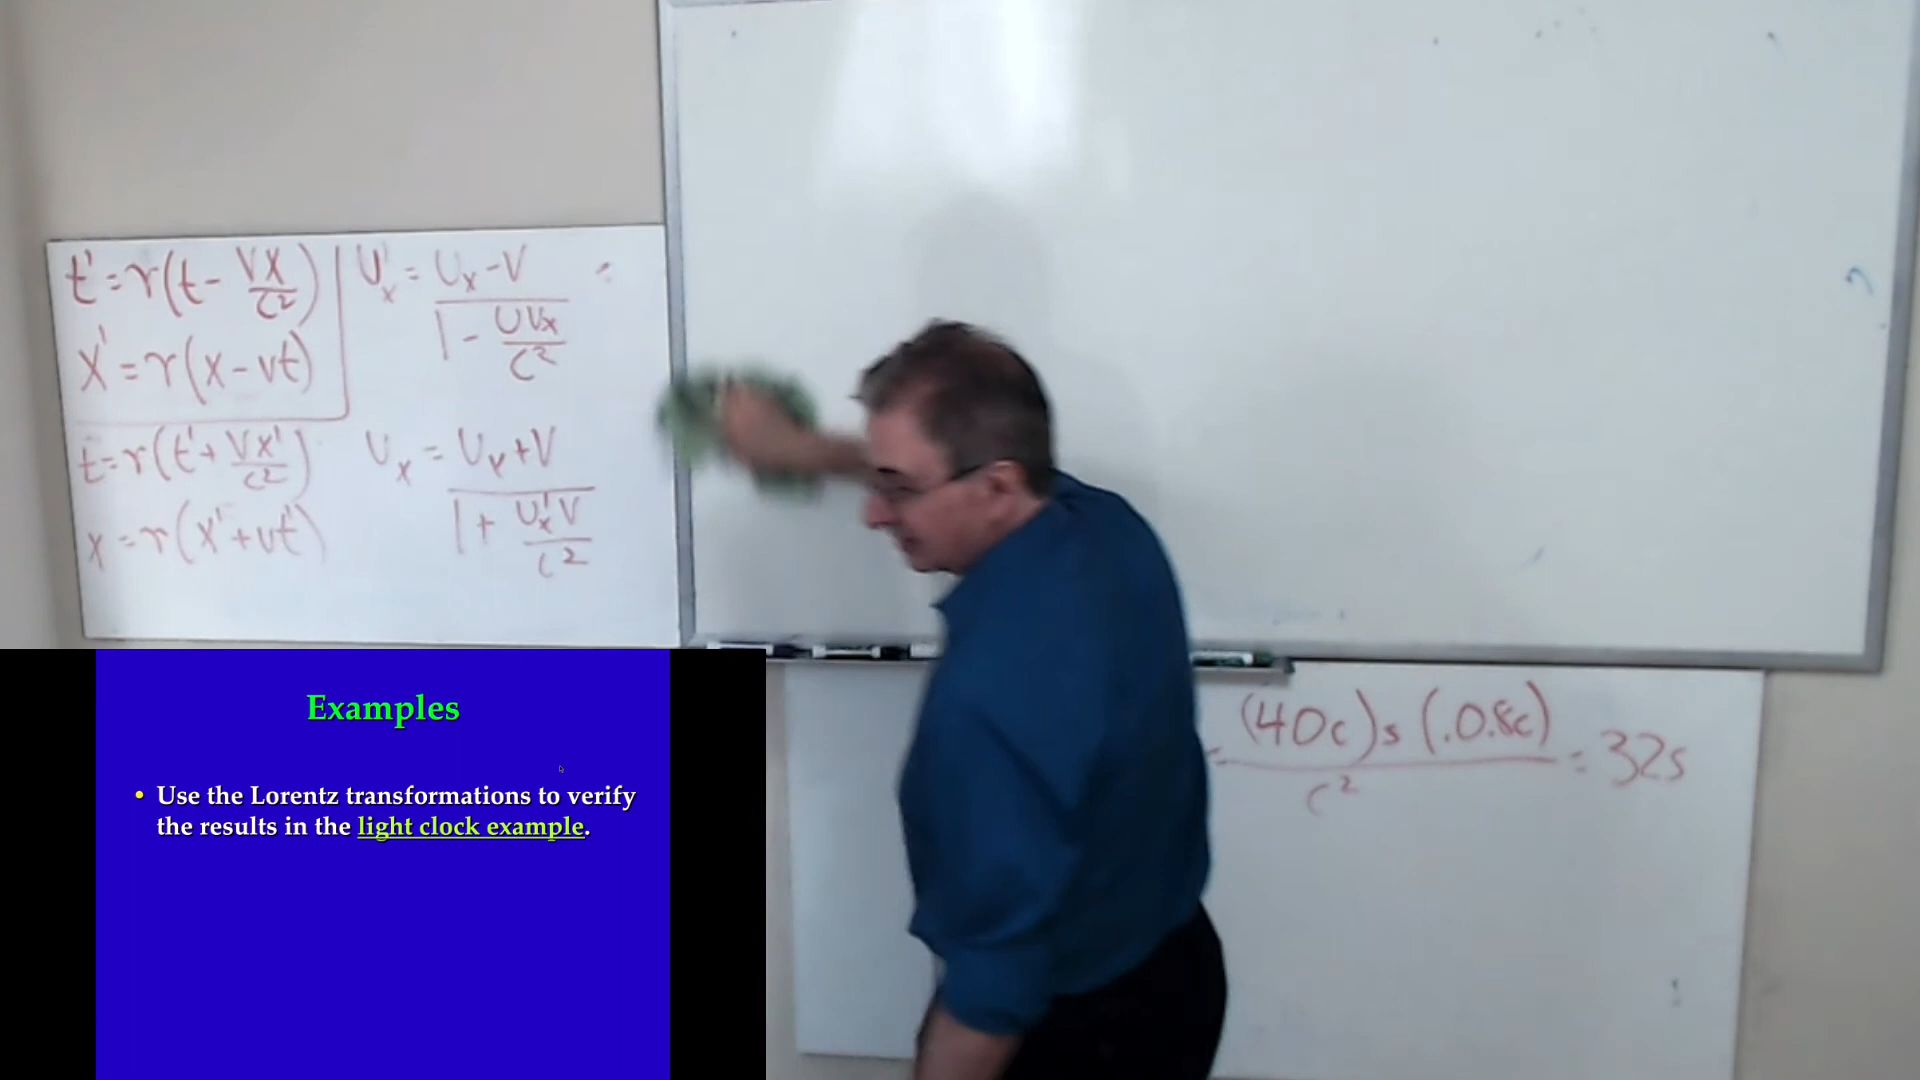 t' = r(t - VX/C²)
x' = r(x - vt)
t = r(t' + VX'/C²)
x = r(x' + vt')
U'x = Ux - V / 1 - UVx/C² =
Ux = Ux + V / 1 + U'xV/C²
= (40c)s (.0.8c) / c² = 32s
Examples
• Use the Lorentz transformations to verify
the results in the light clock example.